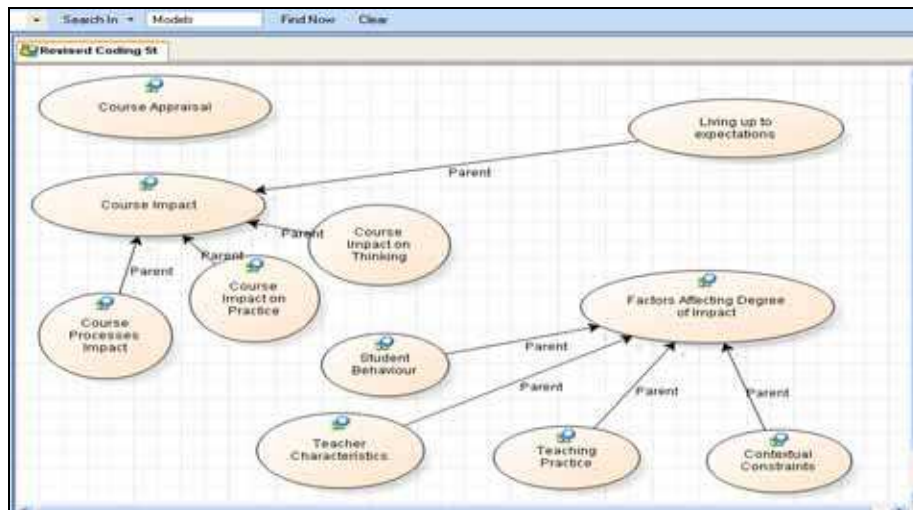 Search In
Models
Find Now
Clear
Revised Coding St
Course Appraisal
Living up to
expectations
Parent
Course Impact
Parent
Course
Impact on
Thinking
Parent
Parent
Course
Impact on
Practice
Course
Processes
Impact
Factors Affecting Degree
of Impact
Parent
Student
Behaviour
Parent
Parent
Parent
Teacher
Characteristics
Teaching
Practice
Contextual
Constraints